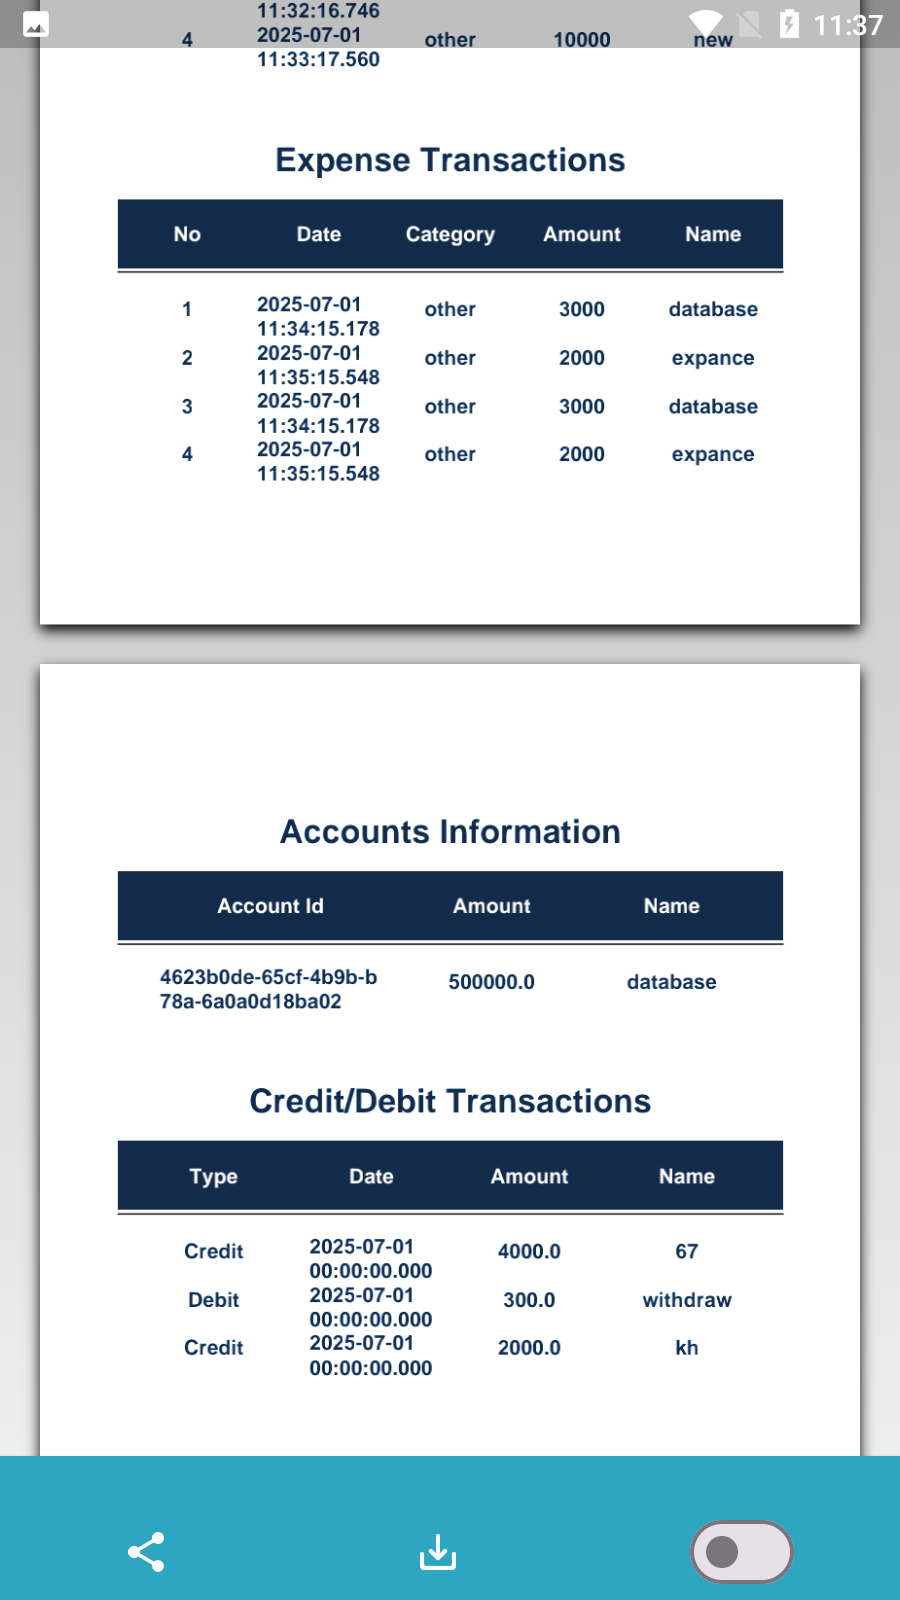 11:37
11:32:16.746
4 2025-07-01 other 10000 new
11:33:17.560
Expense Transactions
No Date Category Amount Name
1 2025-07-01 other 3000 database
11:34:15.178
2 2025-07-01 other 2000 expance
11:35:15.548
3 2025-07-01 other 3000 database
11:34:15.178
4 2025-07-01 other 2000 expance
11:35:15.548
Accounts Information
Account Id Amount Name
4623b0de-65cf-4b9b-b 500000.0 database
78a-6a0a0d18ba02
Credit/Debit Transactions
Type Date Amount Name
Credit 2025-07-01 4000.0 67
00:00:00.000
Debit 2025-07-01 300.0 withdraw
00:00:00.000
Credit 2025-07-01 2000.0 kh
00:00:00.000